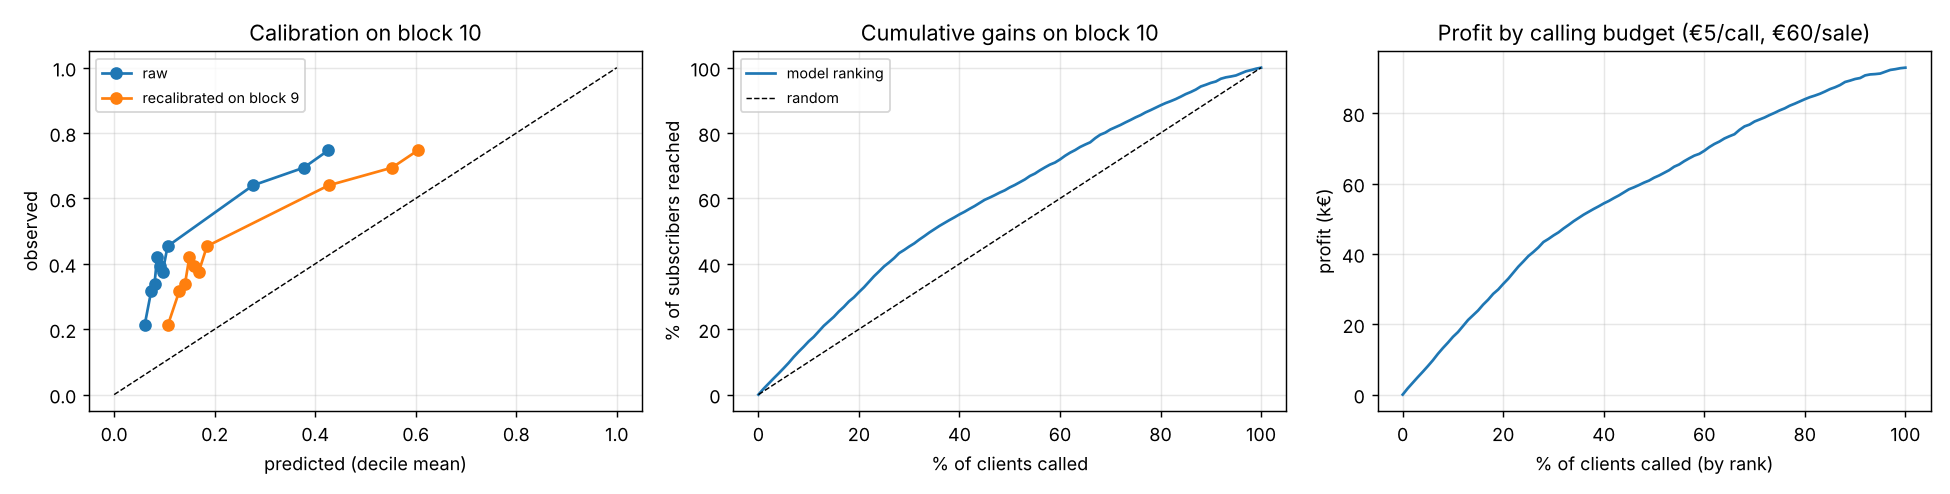 Calibration on block 10
raw
recalibrated on block 9
1.0
0.8
0.6
0.4
0.2
0.0
observed
0.0 0.2 0.4 0.6 0.8 1.0
predicted (decile mean)
Cumulative gains on block 10
model ranking
random
100
80
60
40
20
0
% of subscribers reached
0 20 40 60 80 100
% of clients called
Profit by calling budget (€5/call, €60/sale)
80
60
40
20
0
profit (k€)
0 20 40 60 80 100
% of clients called (by rank)